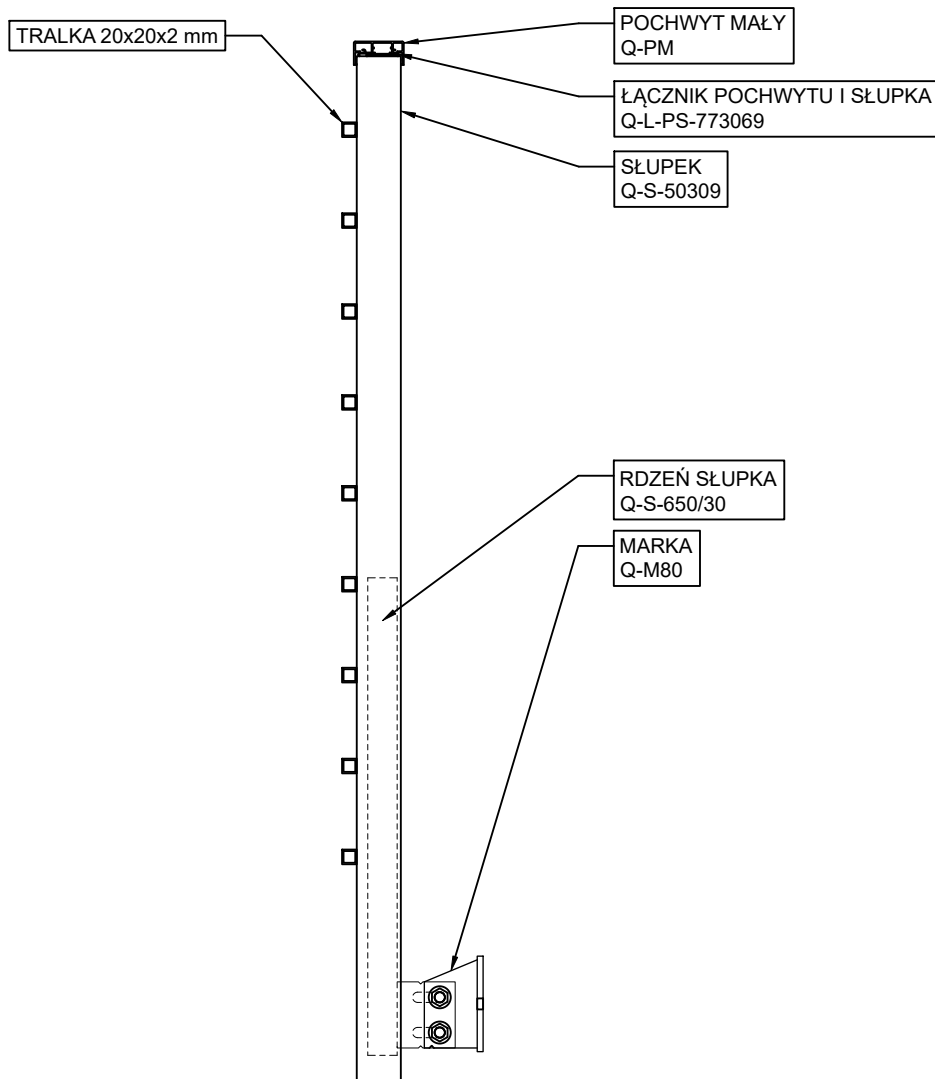 TRALKA 20x20x2 mm
POCHWYT MAŁY
Q-PM
ŁĄCZNIK POCHWYTU I SŁUPKA
Q-L-PS-773069
SŁUPEK
Q-S-50309
RDZEŃ SŁUPKA
Q-S-650/30
MARKA
Q-M80